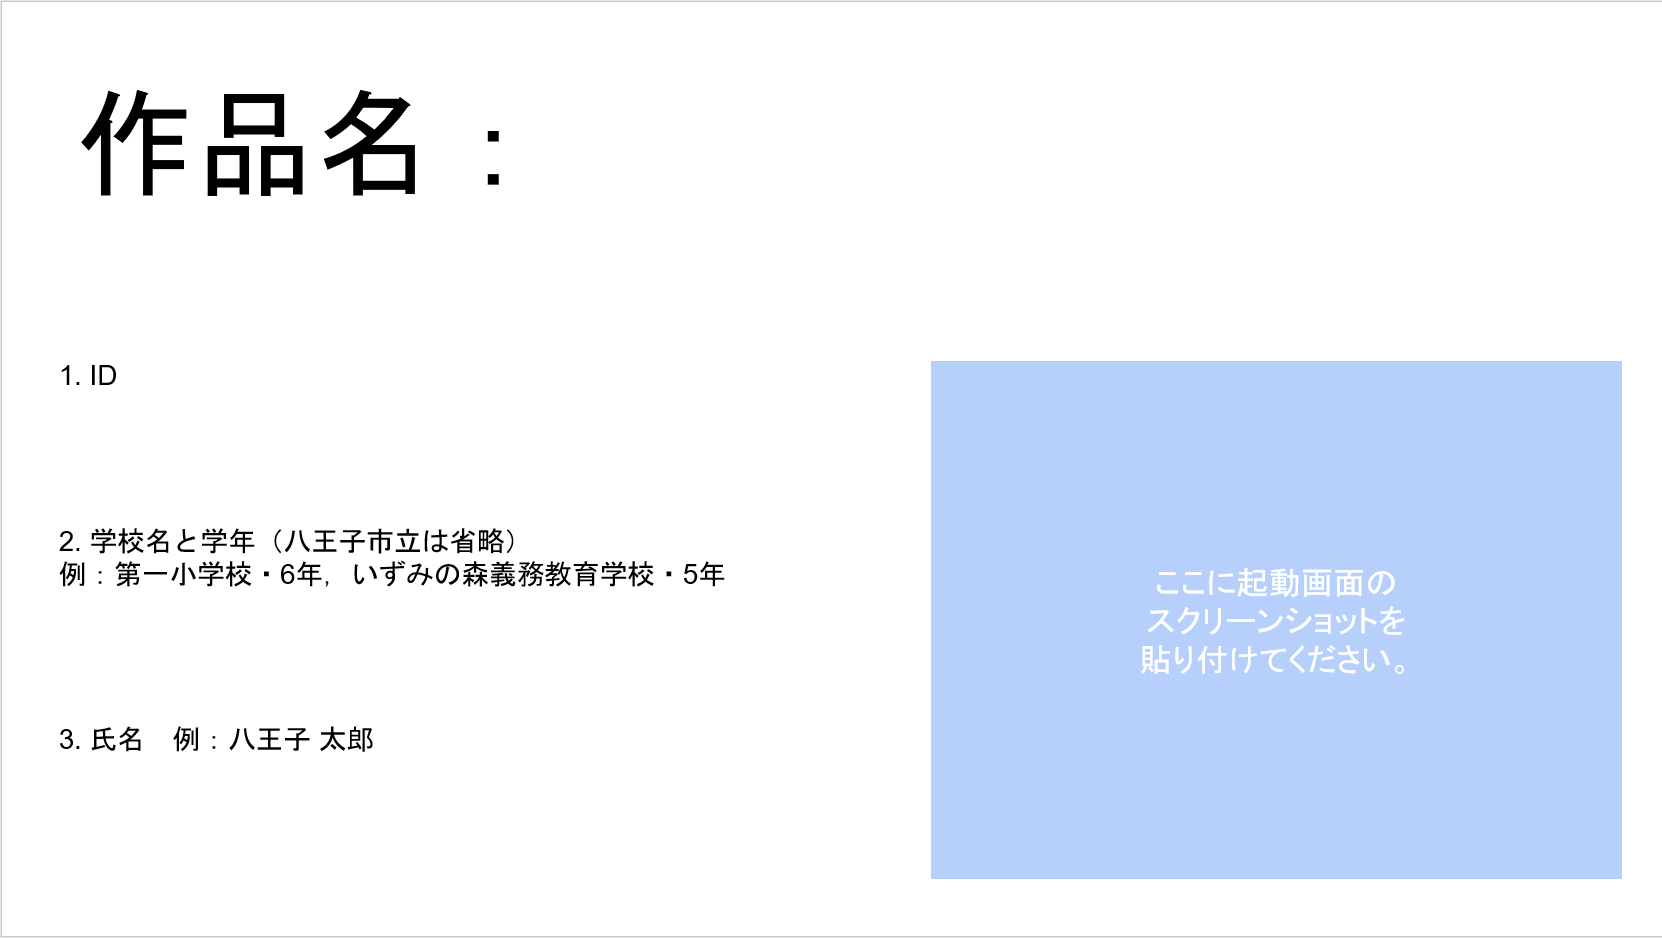 作品名：
1. ID
2. 学校名と学年（八王子市立は省略）
例：第一小学校・6年，いずみの森義務教育学校・5年
3. 氏名　例：八王子 太郎
ここに起動画面の
スクリーンショットを
貼り付けてください。